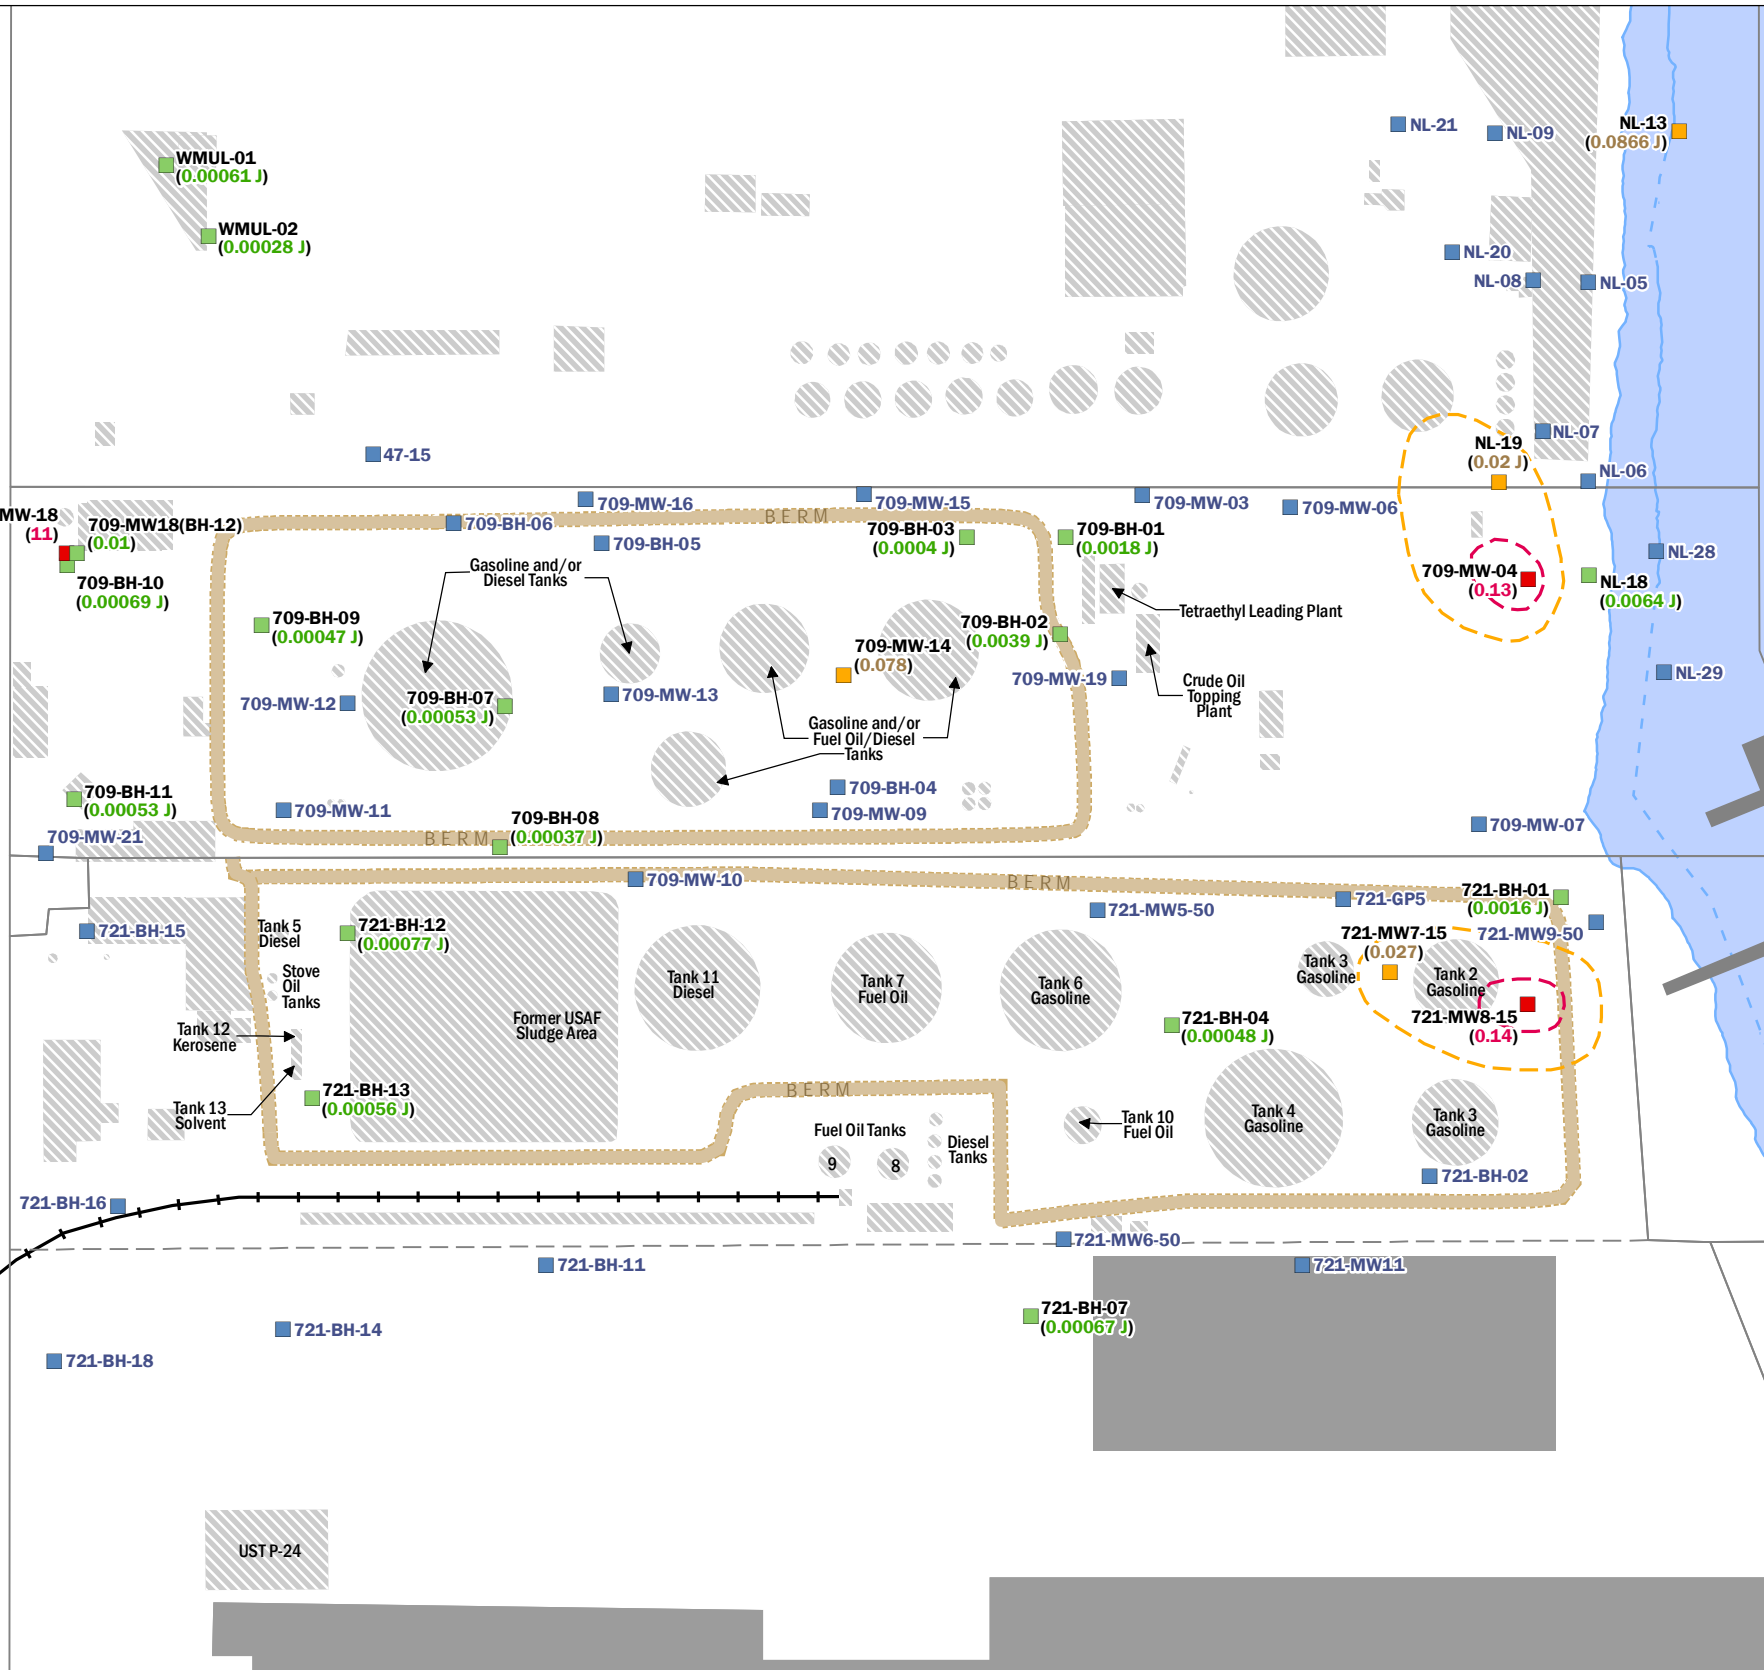 NL-21
NL-09
NL-13
(0.0866 J)
WMUL-01
(0.00061 J)
WMUL-02
(0.00028 J)
NL-20
NL-08
NL-05
NL-07
NL-19
(0.02 J)
47-15
NL-06
709-MW-16
709-MW-15
709-MW-03
709-MW-06
MW-18
(11)
709-MW18(BH-12)
(0.01)
709-BH-10
(0.00069 J)
BERM
709-BH-06
709-BH-05
709-BH-03
(0.0004 J)
709-BH-01
(0.0018 J)
NL-28
Gasoline and/or
Diesel Tanks
709-MW-04
(0.13)
NL-18
(0.0064 J)
Tetraethyl Leading Plant
709-BH-09
(0.00047 J)
709-BH-02
(0.0039 J)
709-MW-14
(0.078)
709-MW-19
NL-29
709-MW-12
709-BH-07
(0.00053 J)
709-MW-13
Crude Oil
Topping
Plant
Gasoline and/or
Fuel Oil/Diesel
Tanks
709-BH-11
(0.00053 J)
709-MW-11
709-BH-04
709-MW-09
709-BH-08
(0.00037 J)
709-MW-07
709-MW-21
BERM
709-MW-10
BERM
721-GP5
721-BH-01
(0.0016 J)
721-MW5-50
721-BH-15
Tank 5
Diesel
721-BH-12
(0.00077 J)
721-MW7-15
(0.027)
721-MW9-50
Stove
Oil
Tanks
Tank 11
Diesel
Tank 7
Fuel Oil
Tank 6
Gasoline
Tank 3
Gasoline
Tank 2
Gasoline
Former USAF
Sludge Area
721-MW8-15
(0.14)
Tank 12
Kerosene
721-BH-04
(0.00048 J)
721-BH-13
(0.00056 J)
BERM
Tank 13
Solvent
Fuel Oil Tanks
9
8
Diesel
Tanks
Tank 10
Fuel Oil
Tank 4
Gasoline
Tank 3
Gasoline
721-BH-02
721-BH-16
721-MW6-50
721-BH-11
721-MW11
721-BH-07
(0.00067 J)
721-BH-14
721-BH-18
UST P-24